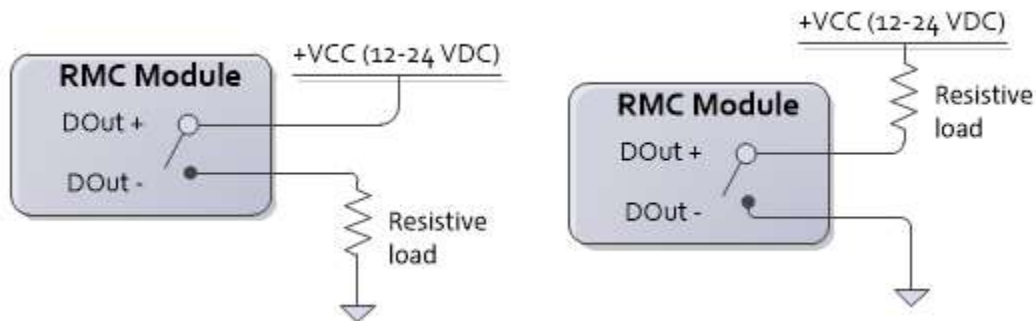 +VCC (12-24 VDC)
RMC Module
DOut +
DOut -
Resistive
load
+VCC (12-24 VDC)
RMC Module
Resistive
load
DOut +
DOut -